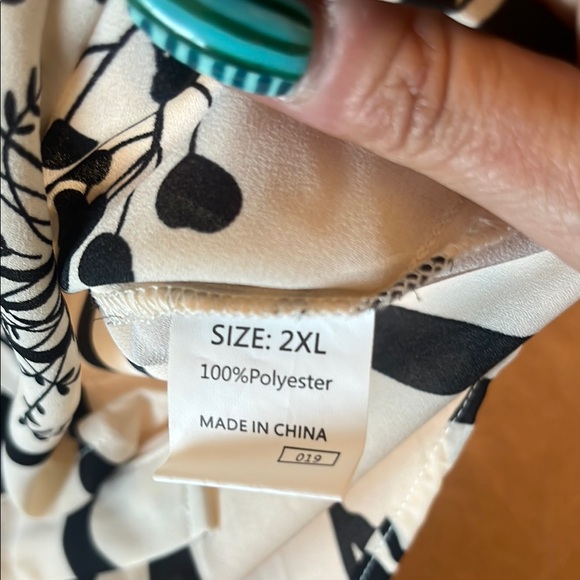 SIZE: 2XL
100%Polyester
MADE IN CHINA
019